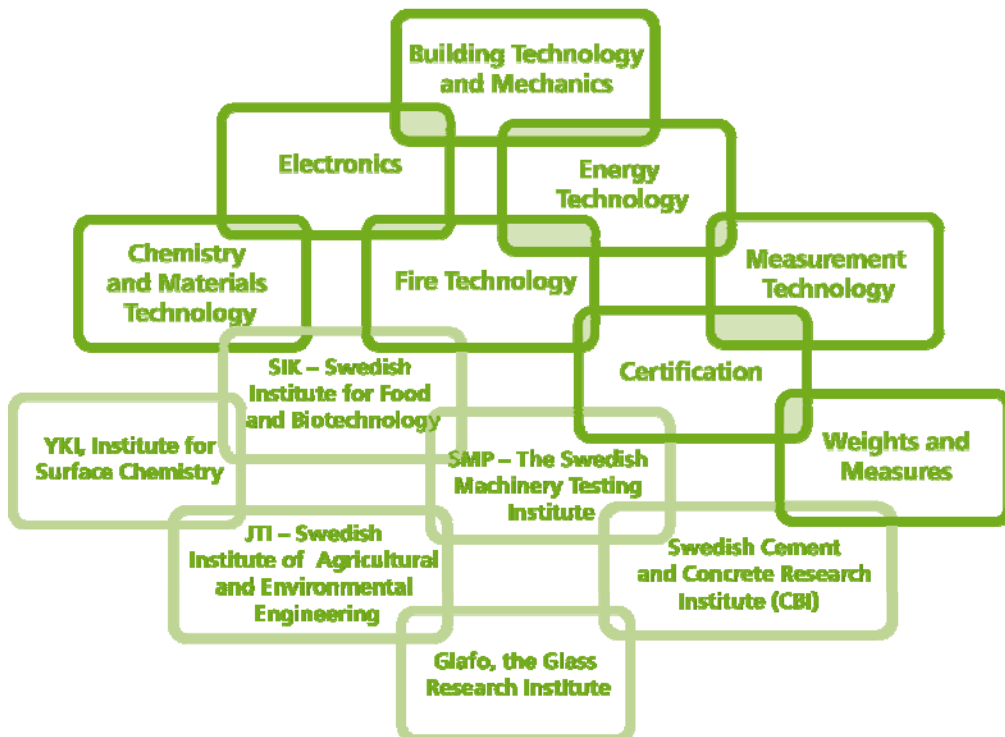 Building Technology
and Mechanics
Electronics
Energy
Technology
Chemistry
and Materials
Technology
Fire Technology
Measurement
Technology
SIK – Swedish
Institute for Food
and Biotechnology
Certification
YKI, Institute for
Surface Chemistry
SMP – The Swedish
Machinery Testing
Institute
Weights and
Measures
JTI – Swedish
Institute of Agricultural
and Environmental
Engineering
Swedish Cement
and Concrete Research
Institute (CBI)
Glafo, the Glass
Research Institute